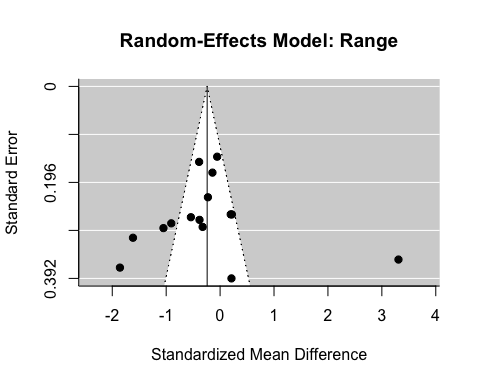 Random-Effects Model: Range
Standard Error
0
0.196
0.392
-2 -1 0 1 2 3 4
Standardized Mean Difference